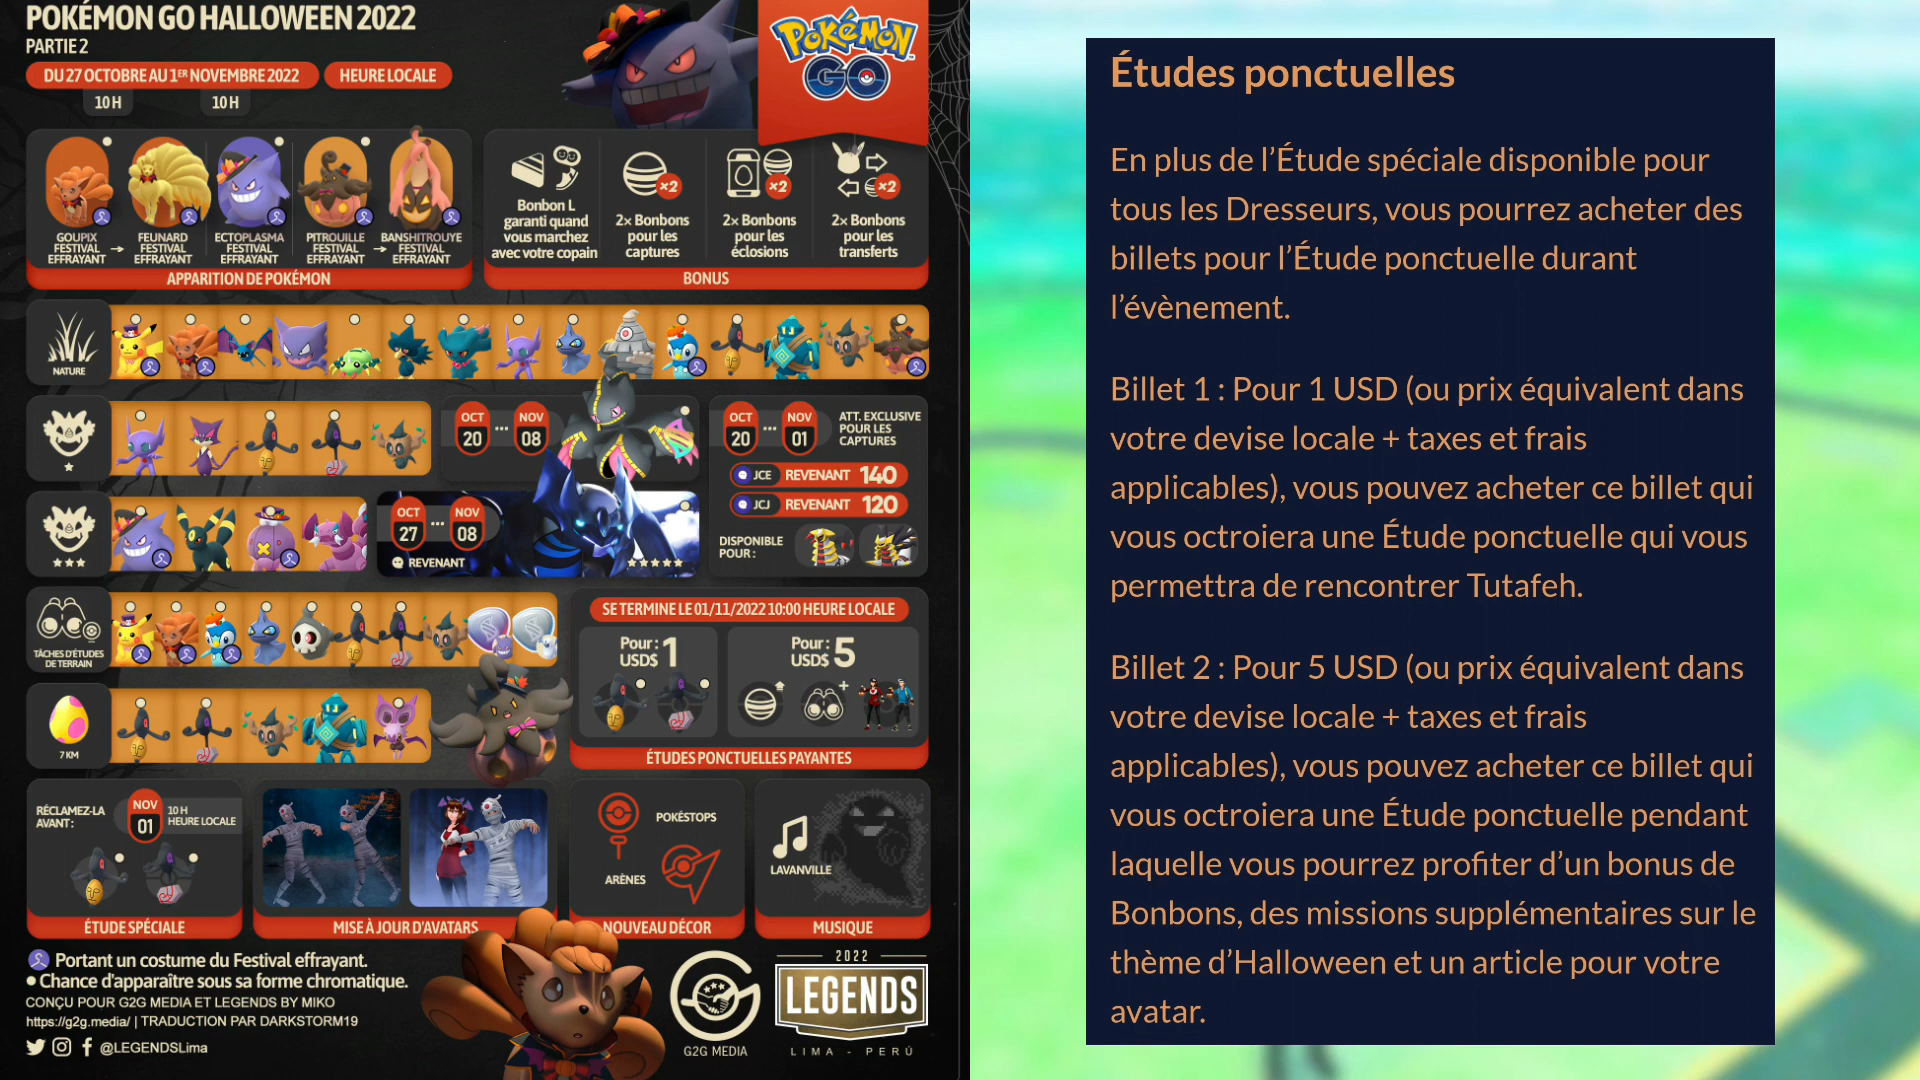 POKÉMON GO HALLOWEEN 2022
PARTIE 2
DU 27 OCTOBRE AU 1ER NOVEMBRE 2022
HEURE LOCALE
10 H
10 H
POKÉMON
GO
GOUPIX
FESTIVAL
EFFRAYANT
FEUNARD
FESTIVAL
EFFRAYANT
ECTOPLASMA
FESTIVAL
EFFRAYANT
PITROUILLE
FESTIVAL
EFFRAYANT
BANSHITROUYE
FESTIVAL
EFFRAYANT
APPARITION DE POKÉMON
Bonbon L
garanti quand
vous marchez
avec votre copain
×2
2× Bonbons
pour les
captures
×2
2× Bonbons
pour les
éclosions
×2
2× Bonbons
pour les
transferts
BONUS
NATURE
OCT
20
...
NOV
08
OCT
20
...
NOV
01
ATT. EXCLUSIVE
POUR LES
CAPTURES
JCE REVENANT 140
JCJ REVENANT 120
DISPONIBLE
POUR :
OCT
27
...
NOV
08
REVENANT
TÂCHES D'ÉTUDES
DE TERRAIN
SE TERMINE LE 01/11/2022 10:00 HEURE LOCALE
Pour :
USD$ 1
Pour :
USD$ 5
ÉTUDES PONCTUELLES PAYANTES
7 KM
RÉCLAMEZ-LA
AVANT :
NOV
01
10 H
HEURE LOCALE
ÉTUDE SPÉCIALE
MISE À JOUR D'AVATARS
POKÉSTOPS
ARÈNES
NOUVEAU DÉCOR
LAVANVILLE
MUSIQUE
Portant un costume du Festival effrayant.
Chance d'apparaître sous sa forme chromatique.
CONÇU POUR G2G MEDIA ET LEGENDS BY MIKO
https://g2g.media/ | TRADUCTION PAR DARKSTORM19
@LEGENDSLima
G2G MEDIA
2022
LEGENDS
LIMA - PERÚ
Études ponctuelles
En plus de l’Étude spéciale disponible pour
tous les Dresseurs, vous pourrez acheter des
billets pour l’Étude ponctuelle durant
l’évènement.
Billet 1 : Pour 1 USD (ou prix équivalent dans
votre devise locale + taxes et frais
applicables), vous pouvez acheter ce billet qui
vous octroiera une Étude ponctuelle qui vous
permettra de rencontrer Tutafeh.
Billet 2 : Pour 5 USD (ou prix équivalent dans
votre devise locale + taxes et frais
applicables), vous pouvez acheter ce billet qui
vous octroiera une Étude ponctuelle pendant
laquelle vous pourrez profiter d’un bonus de
Bonbons, des missions supplémentaires sur le
thème d’Halloween et un article pour votre
avatar.